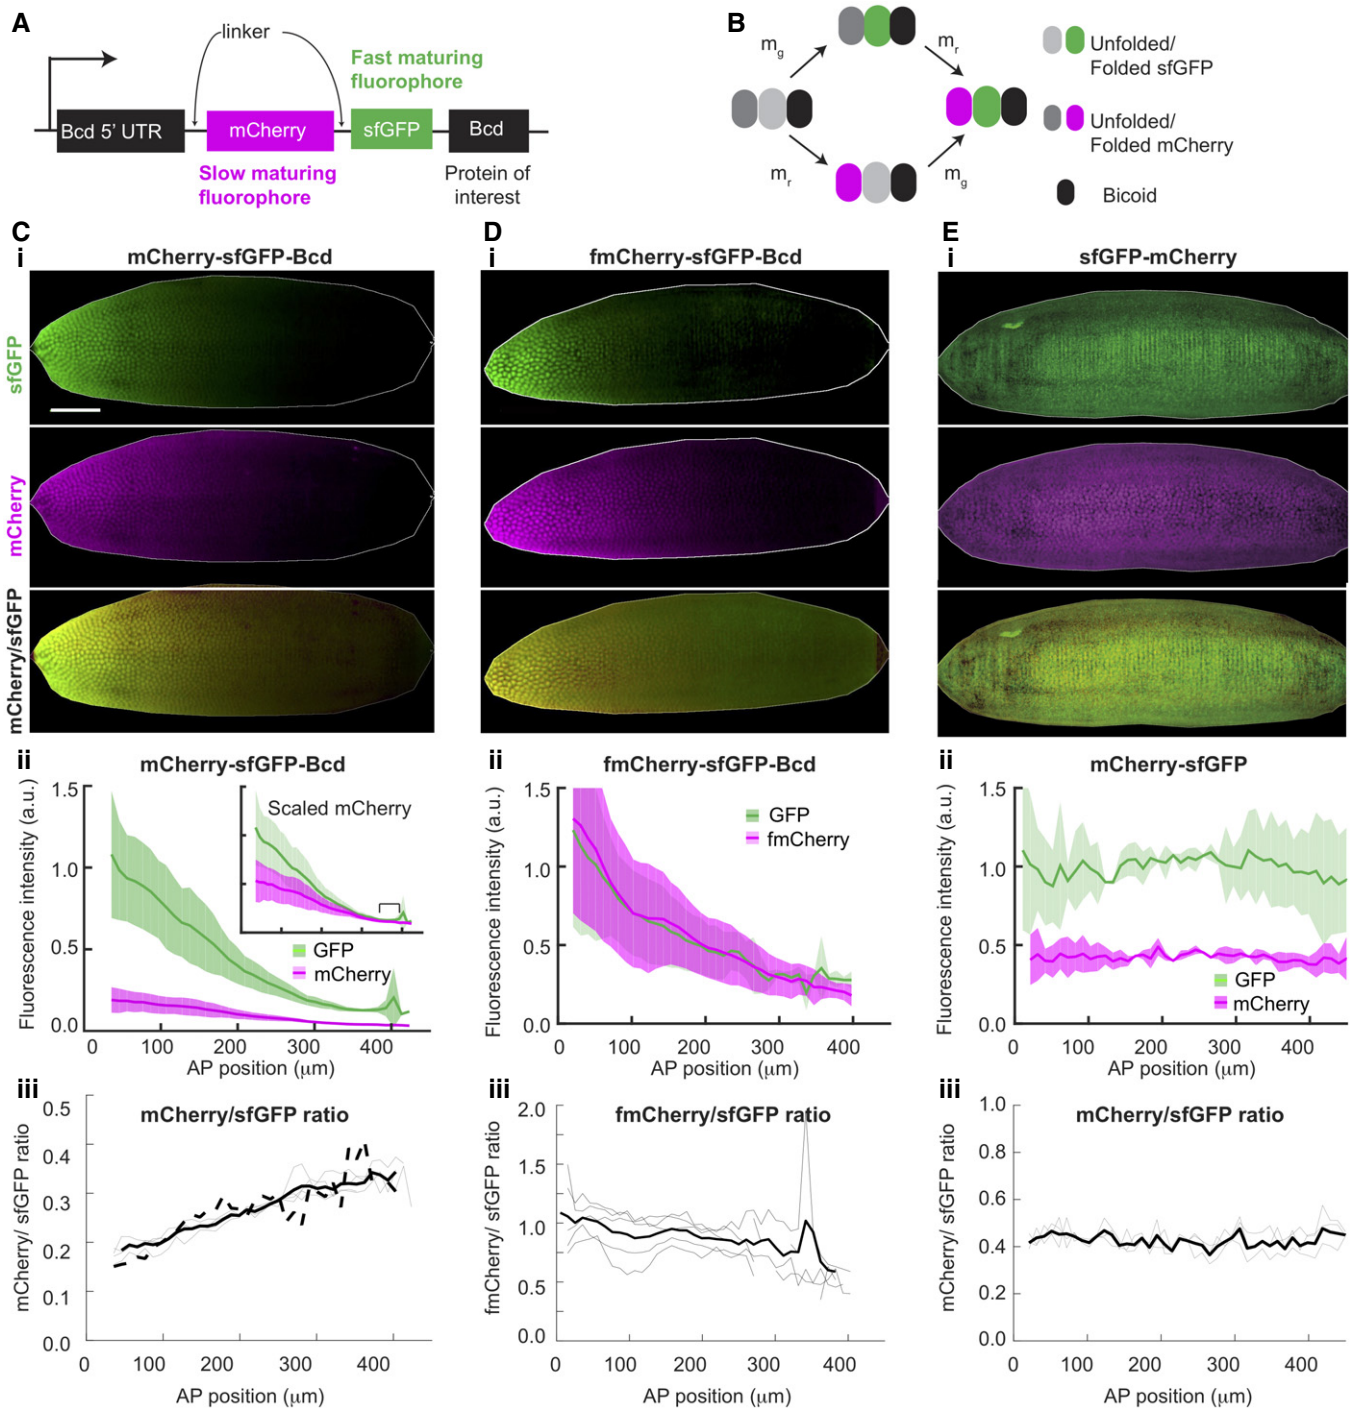 A
linker
Fast maturing
fluorophore
Bcd 5' UTR
mCherry
sfGFP
Bcd
Slow maturing
fluorophore
Protein of
interest
B
mg
mr
mr
mg
Unfolded/
Folded sfGFP
Unfolded/
Folded mCherry
Bicoid
C
i
mCherry-sfGFP-Bcd
sfGFP
mCherry
mCherry/sfGFP
D
i
fmCherry-sfGFP-Bcd
E
i
sfGFP-mCherry
ii
mCherry-sfGFP-Bcd
Fluorescence intensity (a.u.)
1.5
1.0
0.5
0.0
Scaled mCherry
GFP
mCherry
0 100 200 300 400
AP position (μm)
ii
fmCherry-sfGFP-Bcd
Fluorescence intensity (a.u.)
1.5
1.0
0.5
0.0
GFP
fmCherry
0 100 200 300 400
AP position (μm)
ii
mCherry-sfGFP
Fluorescence intensity (a.u.)
1.5
1.0
0.5
0.0
GFP
mCherry
0 100 200 300 400
AP position (μm)
iii
mCherry/sfGFP ratio
mCherry/ sfGFP ratio
0.5
0.4
0.3
0.2
0.1
0.0
0 100 200 300 400
AP position (μm)
iii
fmCherry/sfGFP ratio
fmCherry/ sfGFP ratio
2.0
1.5
1.0
0.5
0.0
0 100 200 300 400
AP position (μm)
iii
mCherry/sfGFP ratio
mCherry/ sfGFP ratio
1.0
0.8
0.6
0.4
0.2
0.0
0 100 200 300 400
AP position (μm)